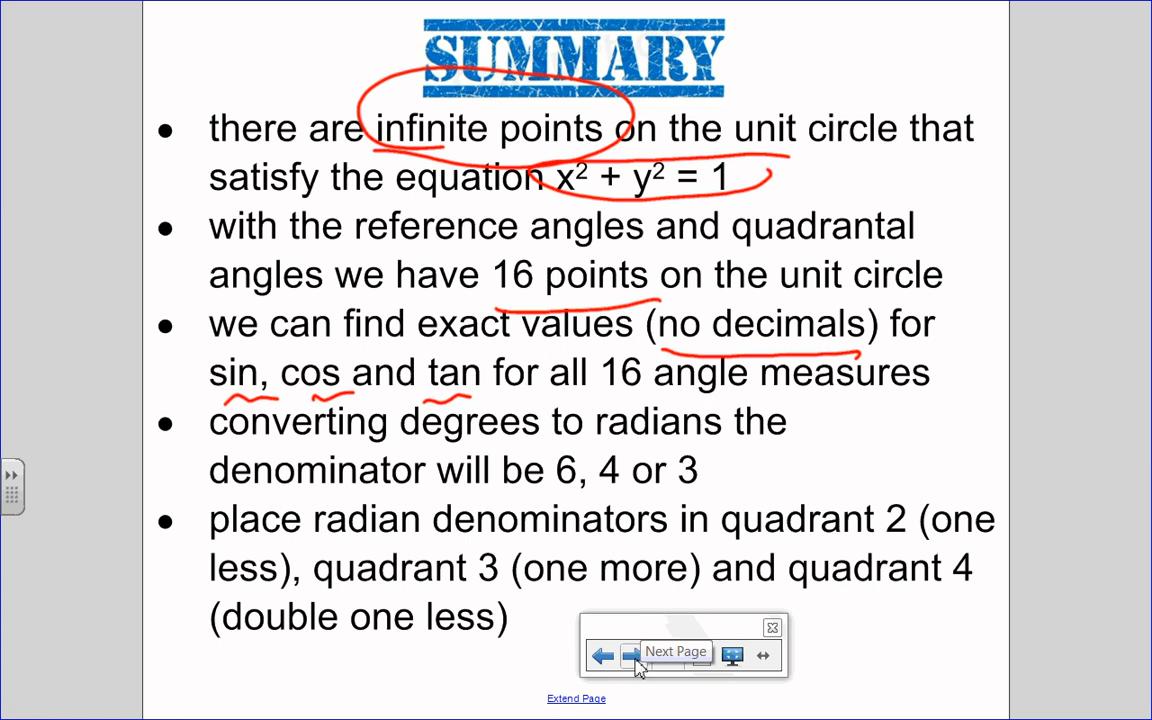 SUMMARY
• there are infinite points on the unit circle that
satisfy the equation x² + y² = 1
• with the reference angles and quadrantal
angles we have 16 points on the unit circle
• we can find exact values (no decimals) for
sin, cos and tan for all 16 angle measures
• converting degrees to radians the
denominator will be 6, 4 or 3
• place radian denominators in quadrant 2 (one
less), quadrant 3 (one more) and quadrant 4
(double one less)
Next Page
Extend Page